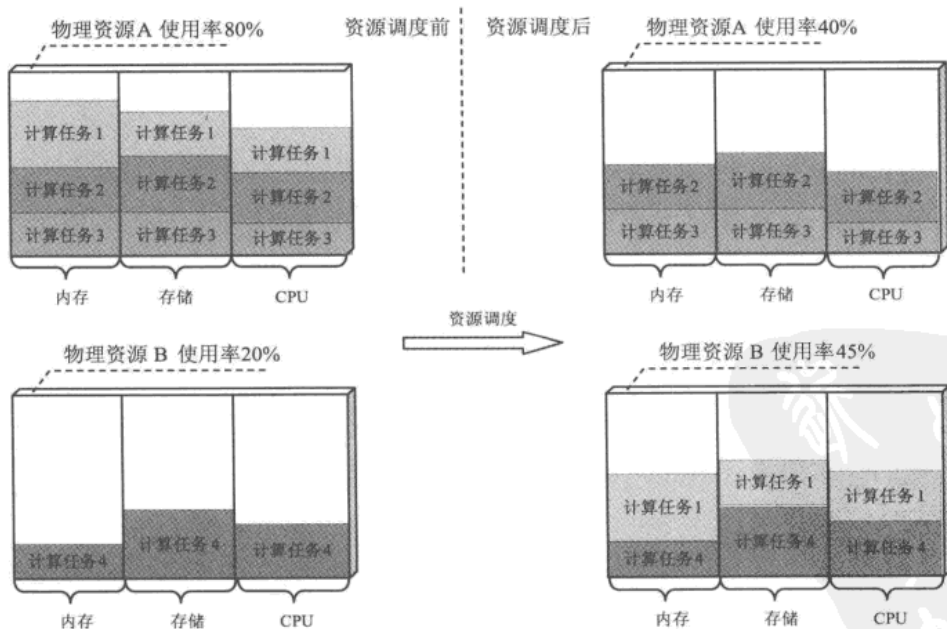 物理资源A 使用率80%
资源调度前
资源调度后
物理资源A 使用率40%
计算任务1
计算任务1
计算任务1
计算任务2
计算任务2
计算任务2
计算任务3
计算任务3
计算任务3
内存
存储
CPU
计算任务2
计算任务2
计算任务2
计算任务3
计算任务3
计算任务3
内存
存储
CPU
资源调度
物理资源 B 使用率20%
计算任务4
计算任务4
计算任务4
内存
存储
CPU
物理资源 B 使用率45%
计算任务1
计算任务1
计算任务1
计算任务4
计算任务4
计算任务4
内存
存储
CPU